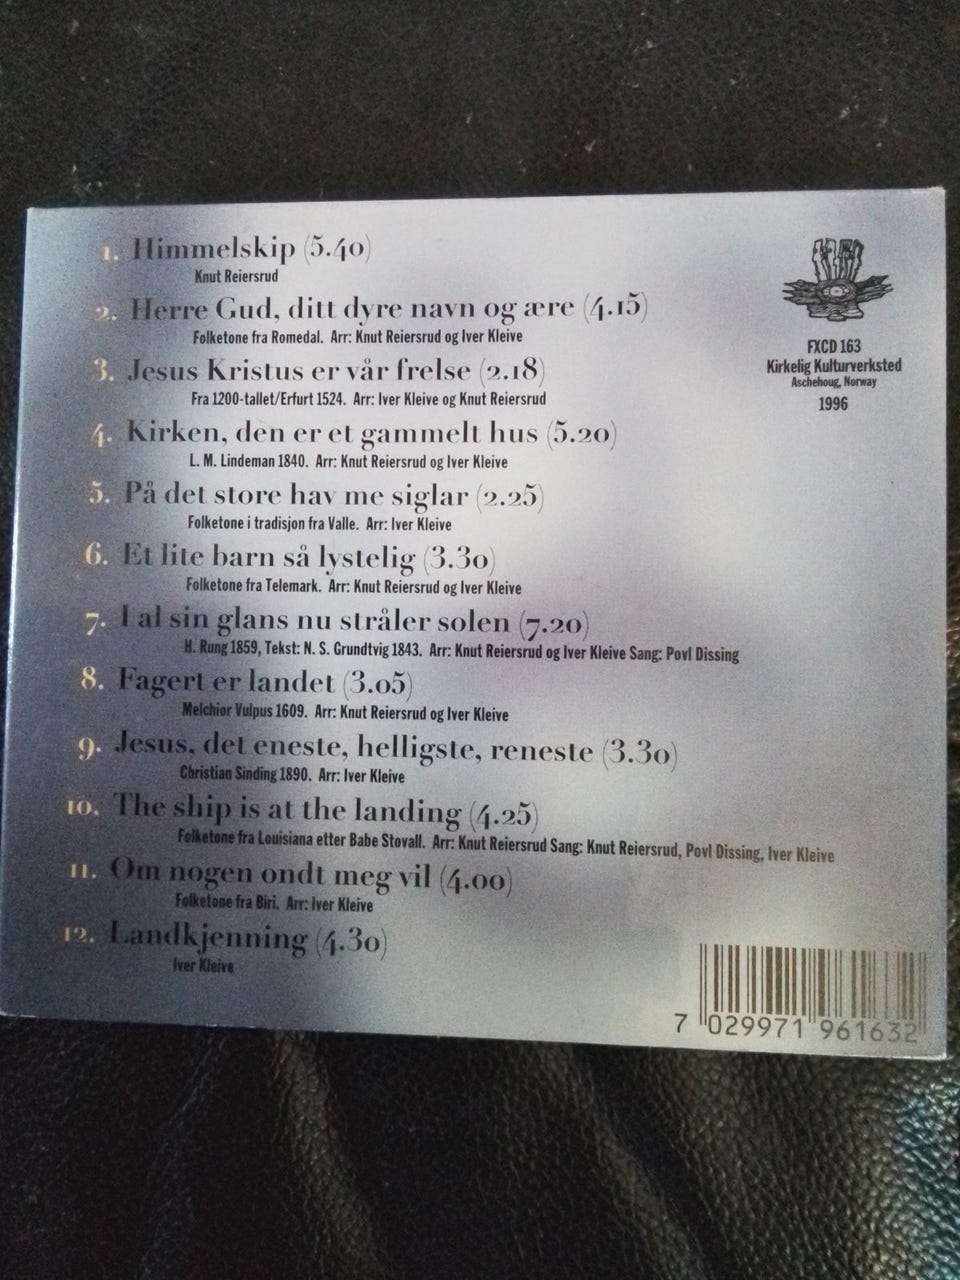 1. Himmelskip (5.40)
Knut Reiersrud
2. Herre Gud, ditt dyre navn og ære (4.15)
Folketone fra Romedal. Arr: Knut Reiersrud og Iver Kleive
3. Jesus Kristus er vår frelse (2.18)
Fra 1200-tallet/Erfurt 1524. Arr: Iver Kleive og Knut Reiersrud
4. Kirken, den er et gammelt hus (5.20)
L. M. Lindeman 1840. Arr: Knut Reiersrud og Iver Kleive
5. På det store hav me siglar (2.25)
Folketone i tradisjon fra Valle. Arr: Iver Kleive
6. Et lite barn så lystelig (3.30)
Folketone fra Telemark. Arr: Knut Reiersrud og Iver Kleive
7. I al sin glans nu stråler solen (7.20)
H. Rung 1859, Tekst: N. S. Grundtvig 1843. Arr: Knut Reiersrud og Iver Kleive Sang: Povl Dissing
8. Fagert er landet (3.05)
Melchior Vulpus 1609. Arr: Knut Reiersrud og Iver Kleive
9. Jesus, det eneste, helligste, reneste (3.30)
Christian Sinding 1890. Arr: Iver Kleive
10. The ship is at the landing (4.25)
Folketone fra Louisiana etter Babe Stovall. Arr: Knut Reiersrud Sang: Knut Reiersrud, Povl Dissing, Iver Kleive
11. Om nogen ondt meg vil (4.00)
Folketone fra Biri. Arr: Iver Kleive
12. Landkjenning (4.30)
Iver Kleive
FXCD 163
Kirkelig Kulturverksted
Aschehoug, Norway
1996
7 029971 961632